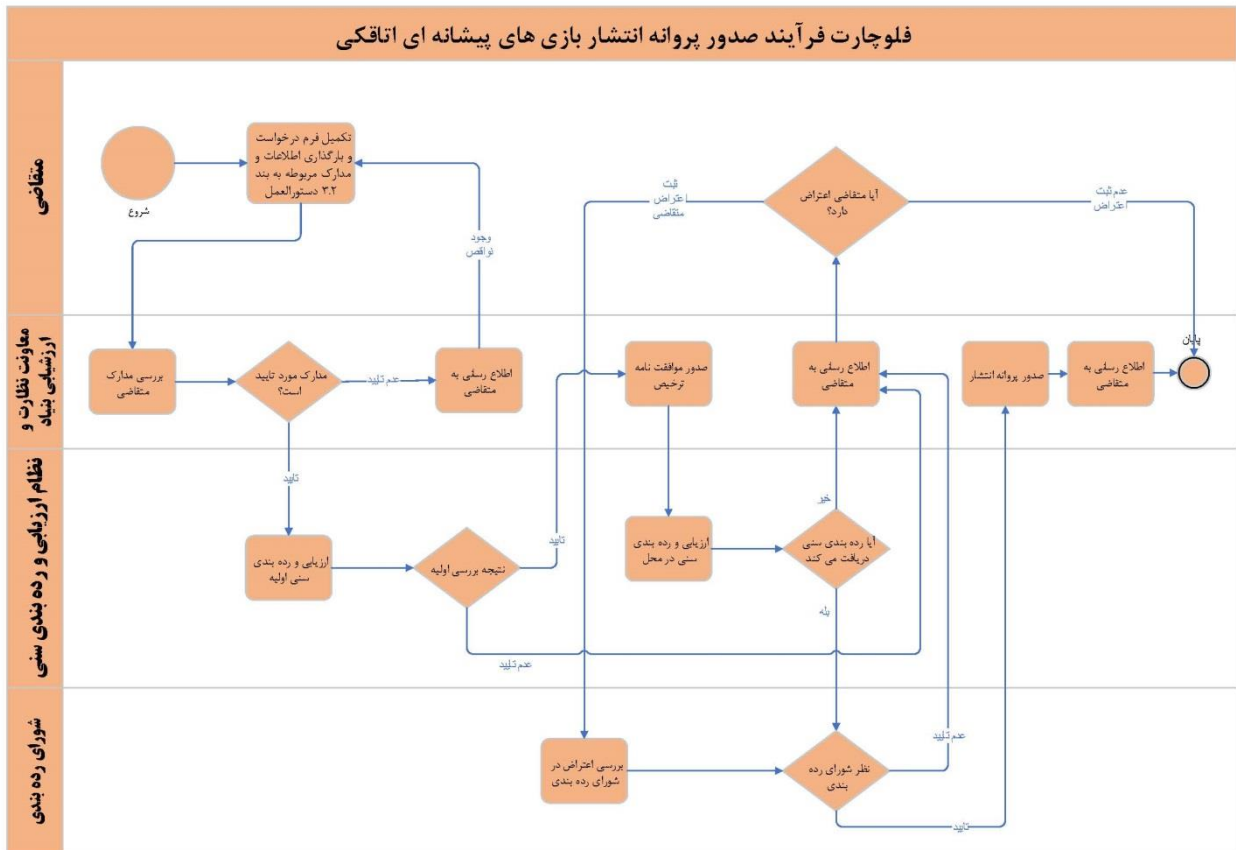 فلوچارت فرآیند صدور پروانه انتشار بازی های پیشانه ای اتاقکی
متقاضی
شروع
تکمیل فرم درخواست
و بارگذاری اطلاعات و
مدارک مربوطه به بند
۳.۲ دستورالعمل
وجود
نواقص
ثبت
اعتراض
متقاضی
آیا متقاضی اعتراض
دارد؟
عدم ثبت
اعتراض
معاونت نظارت و
ارزشیابی بنیاد
بررسی مدارک
متقاضی
مدارک مورد تایید
است؟
عدم تایید
اطلاع رسانی به
متقاضی
صدور موافقت نامه
ترخیص
اطلاع رسانی به
متقاضی
صدور پروانه انتشار
اطلاع رسانی به
متقاضی
پایان
نظام ارزیابی و رده بندی سنی
تایید
ارزیابی و رده بندی
سنی اولیه
نتیجه بررسی اولیه
تایید
عدم تایید
ارزیابی و رده بندی
سنی در محل
آیا رده بندی سنی
دریافت می کند
خیر
بله
شورای رده بندی
بررسی اعتراض در
شورای رده بندی
نظر شورای رده
بندی
عدم تایید
تایید